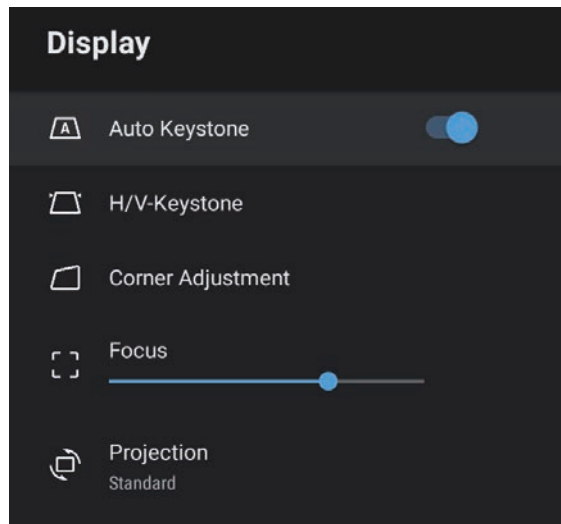 Display
A
Auto Keystone
H/V-Keystone
Corner Adjustment
Focus
Projection
Standard